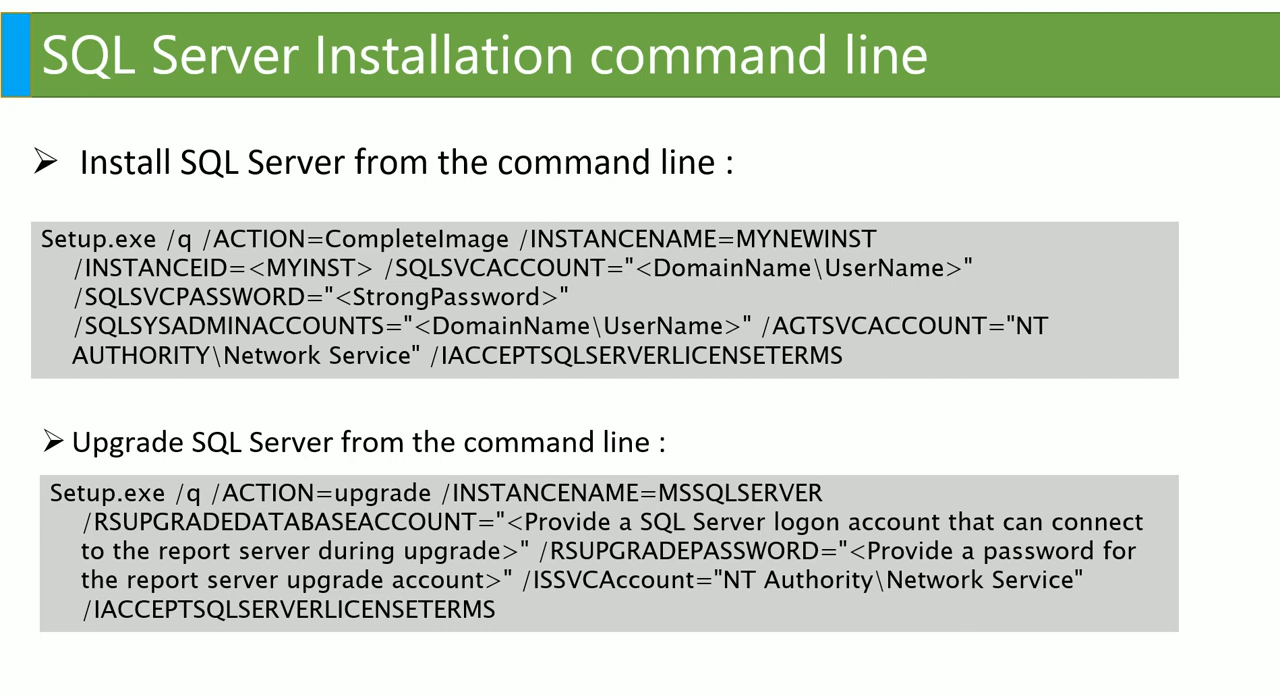 SQL Server Installation command line
➢ Install SQL Server from the command line :
Setup.exe /q /ACTION=CompleteImage /INSTANCENAME=MYNEWINST
/INSTANCEID=<MYINST> /SQLSVCACCOUNT="<DomainName\UserName>"
/SQLSVCPASSWORD="<StrongPassword>"
/SQLSYSADMINACCOUNTS="<DomainName\UserName>" /AGTSVCACCOUNT="NT
AUTHORITY\Network Service" /IACCEPTSQLSERVERLICENSETERMS
➢ Upgrade SQL Server from the command line :
Setup.exe /q /ACTION=upgrade /INSTANCENAME=MSSQLSERVER
/RSUPGRADEDATABASEACCOUNT="<Provide a SQL Server logon account that can connect
to the report server during upgrade>" /RSUPGRADEPASSWORD="<Provide a password for
the report server upgrade account>" /ISSVCAccount="NT Authority\Network Service"
/IACCEPTSQLSERVERLICENSETERMS